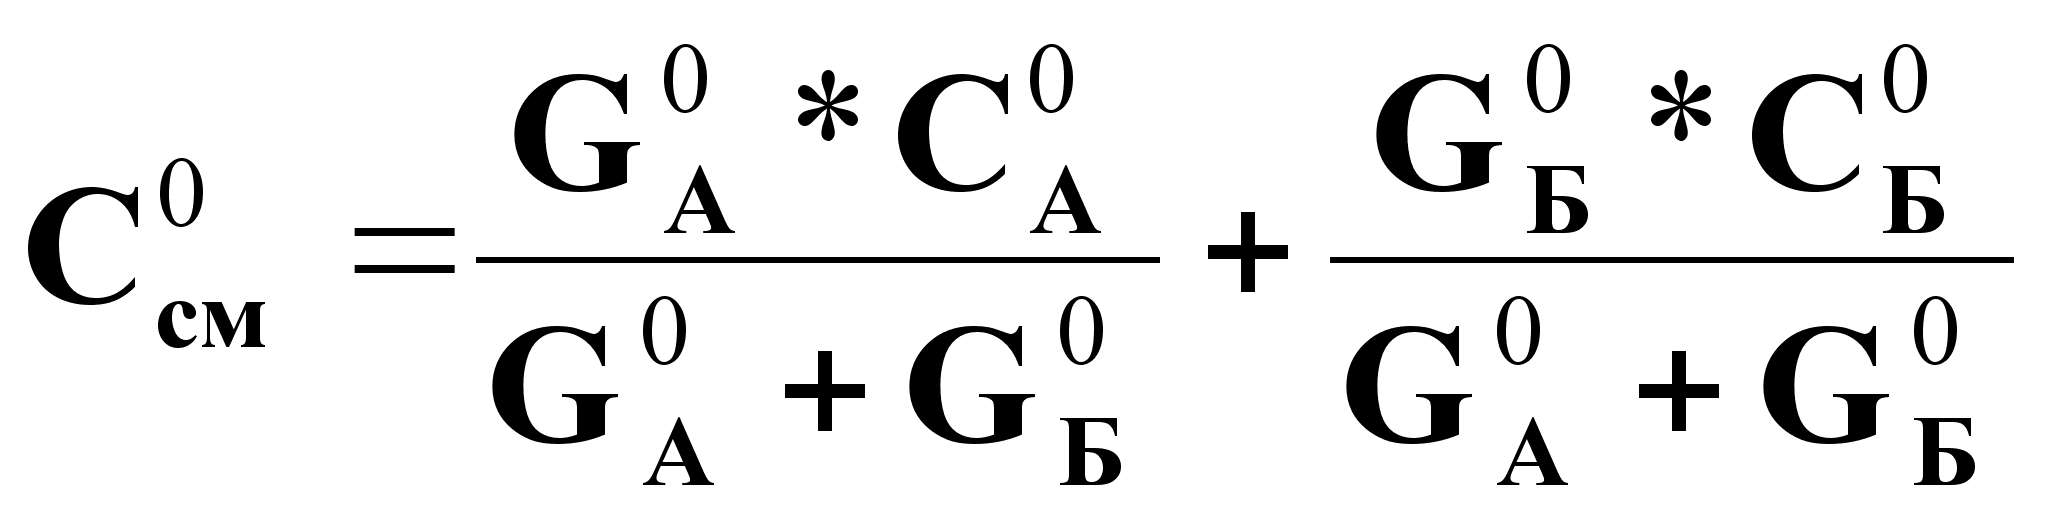 C⁰см = (G⁰А * C⁰А) / (G⁰А + G⁰Б) + (G⁰Б * C⁰Б) / (G⁰А + G⁰Б)